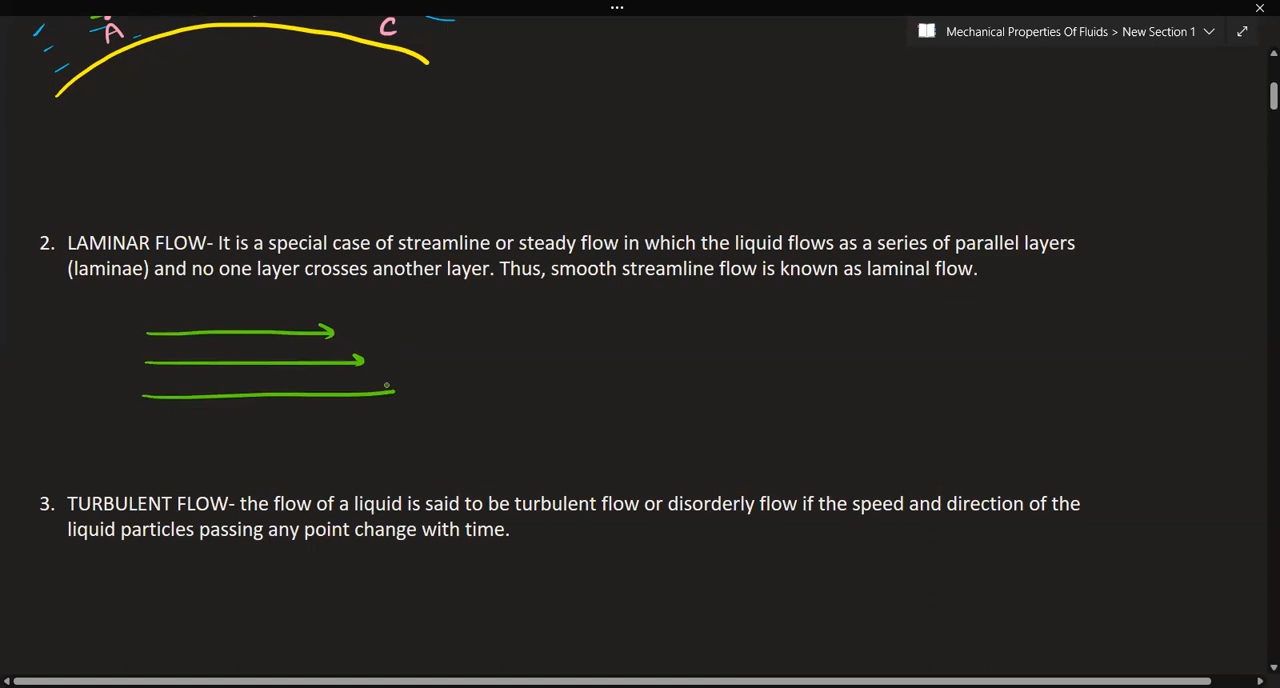 A
C
Mechanical Properties Of Fluids > New Section 1
2. LAMINAR FLOW- It is a special case of streamline or steady flow in which the liquid flows as a series of parallel layers
(laminae) and no one layer crosses another layer. Thus, smooth streamline flow is known as laminal flow.
3. TURBULENT FLOW- the flow of a liquid is said to be turbulent flow or disorderly flow if the speed and direction of the
liquid particles passing any point change with time.